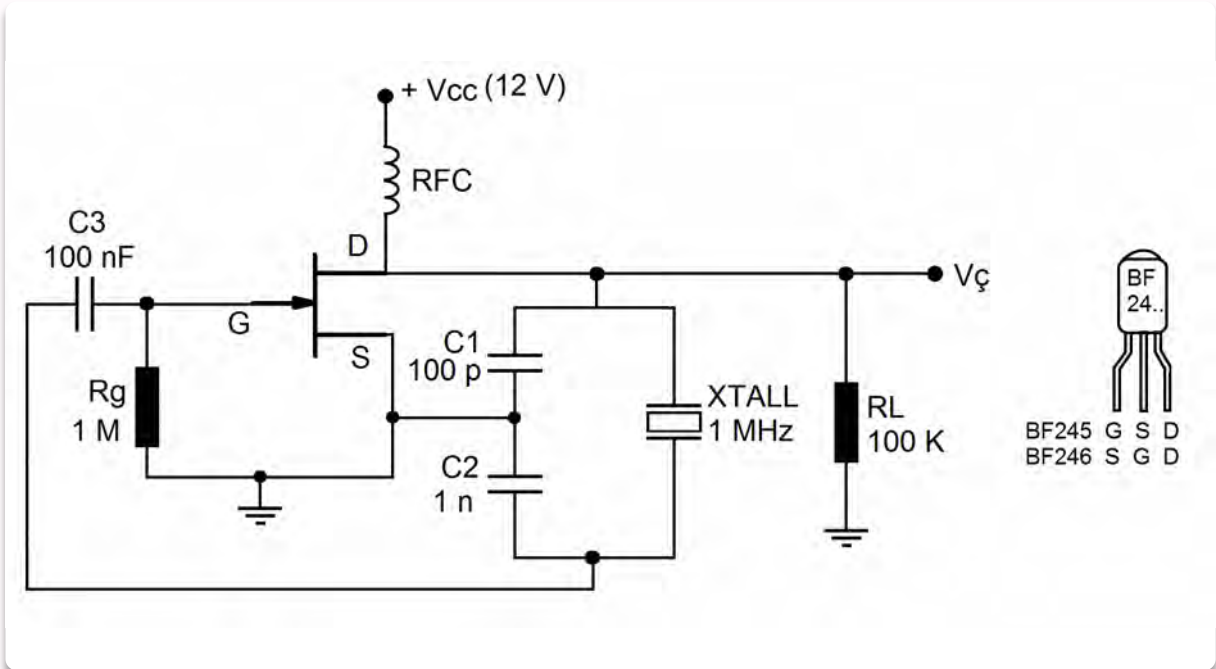 + Vcc (12 V)
RFC
C3
100 nF
D
G
S
Rg
1 M
C1
100 p
C2
1 n
XTALL
1 MHz
RL
100 K
Vç
BF
24..
BF245 G S D
BF246 S G D